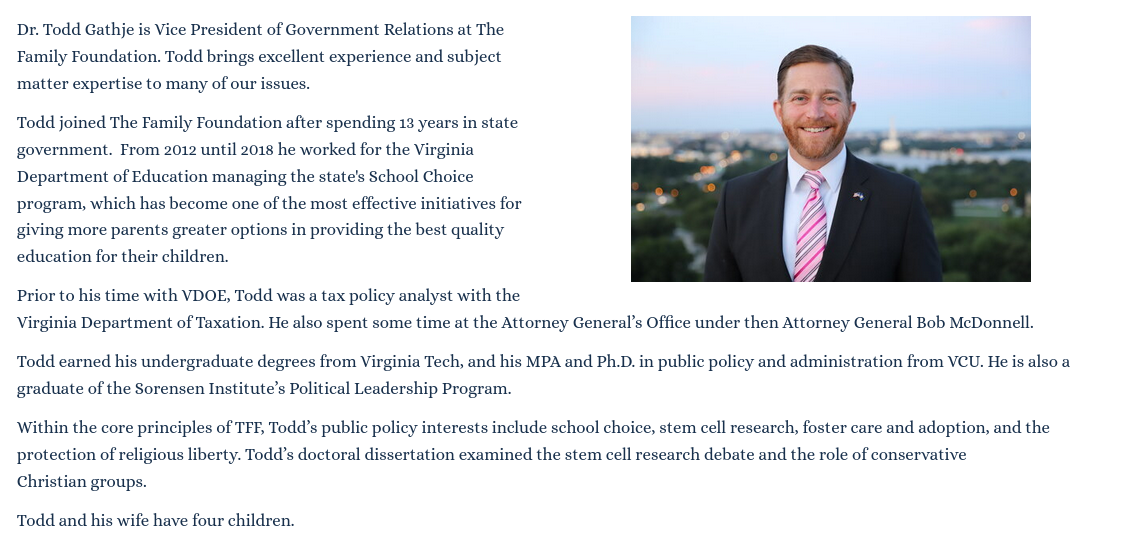 Dr. Todd Gathje is Vice President of Government Relations at The
Family Foundation. Todd brings excellent experience and subject
matter expertise to many of our issues.
Todd joined The Family Foundation after spending 13 years in state
government.  From 2012 until 2018 he worked for the Virginia
Department of Education managing the state's School Choice
program, which has become one of the most effective initiatives for
giving more parents greater options in providing the best quality
education for their children.
Prior to his time with VDOE, Todd was a tax policy analyst with the
Virginia Department of Taxation. He also spent some time at the Attorney General’s Office under then Attorney General Bob McDonnell.
Todd earned his undergraduate degrees from Virginia Tech, and his MPA and Ph.D. in public policy and administration from VCU. He is also a
graduate of the Sorensen Institute’s Political Leadership Program.
Within the core principles of TFF, Todd’s public policy interests include school choice, stem cell research, foster care and adoption, and the
protection of religious liberty. Todd’s doctoral dissertation examined the stem cell research debate and the role of conservative
Christian groups.
Todd and his wife have four children.